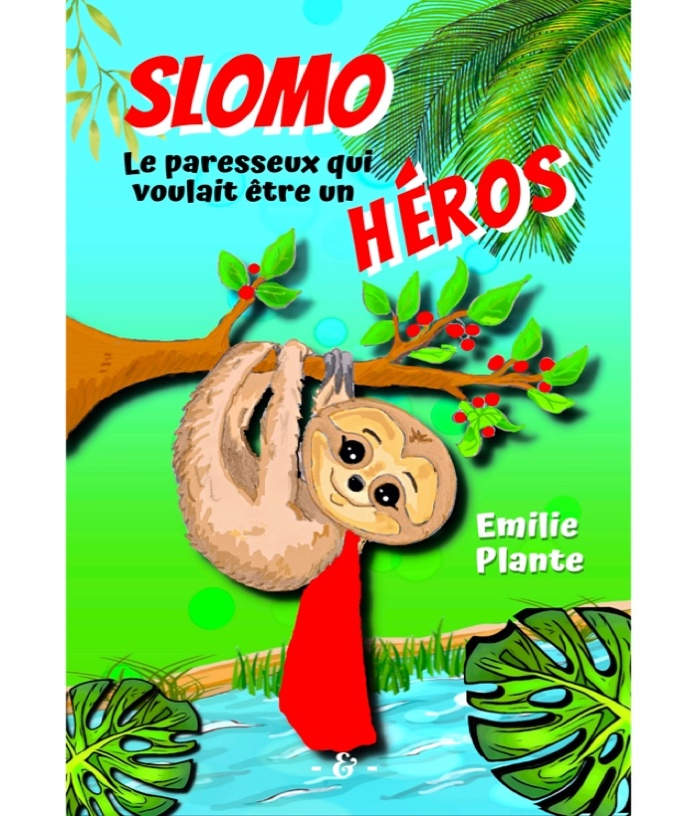 SLOMO
Le paresseux qui
voulait être un
HÉROS
Emilie
Plante
- & -